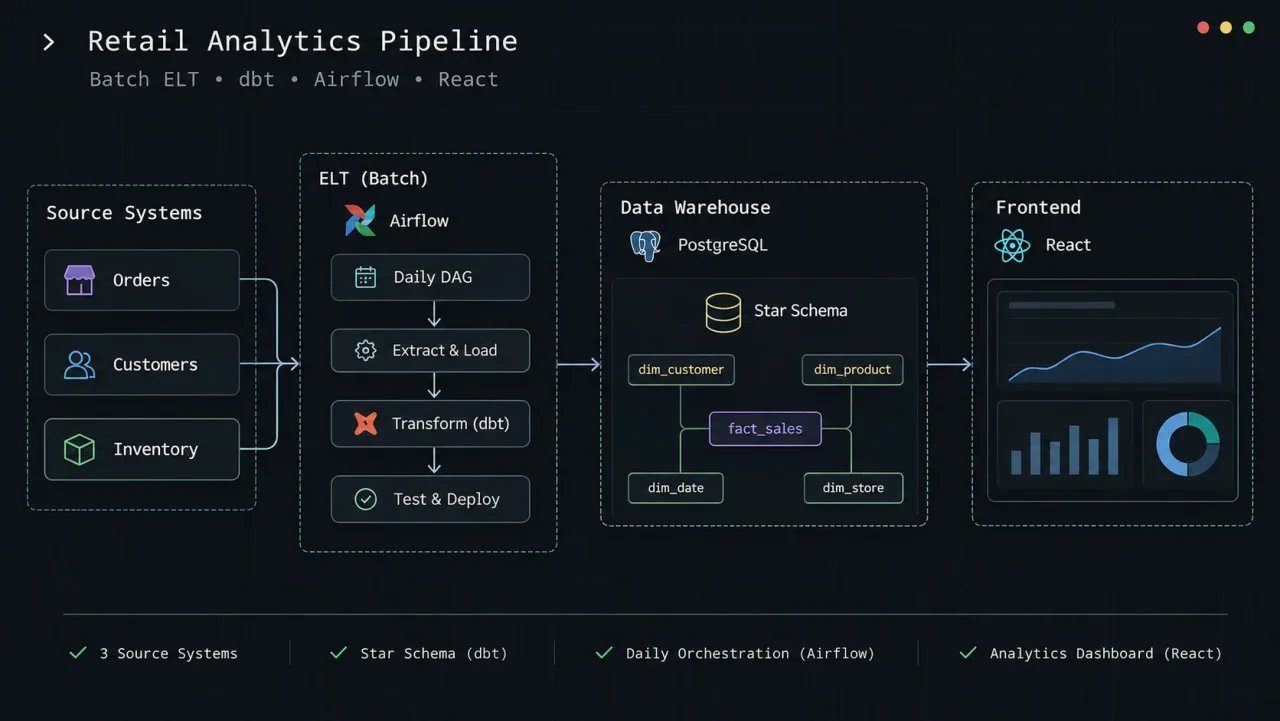 Retail Analytics Pipeline
Batch ELT • dbt • Airflow • React
Source Systems
Orders
Customers
Inventory
ELT (Batch)
Airflow
Daily DAG
Extract & Load
Transform (dbt)
Test & Deploy
Data Warehouse
PostgreSQL
Star Schema
dim_customer
dim_product
fact_sales
dim_date
dim_store
Frontend
React
3 Source Systems
Star Schema (dbt)
Daily Orchestration (Airflow)
Analytics Dashboard (React)